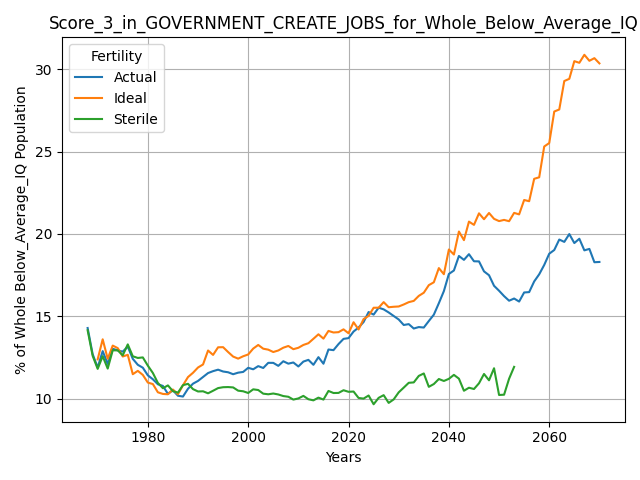 Score_3_in_GOVERNMENT_CREATE_JOBS_for_Whole_Below_Average_IQ
Fertility
Actual
Ideal
Sterile
% of Whole Below_Average_IQ Population
30
25
20
15
10
1980
2000
2020
2040
2060
Years